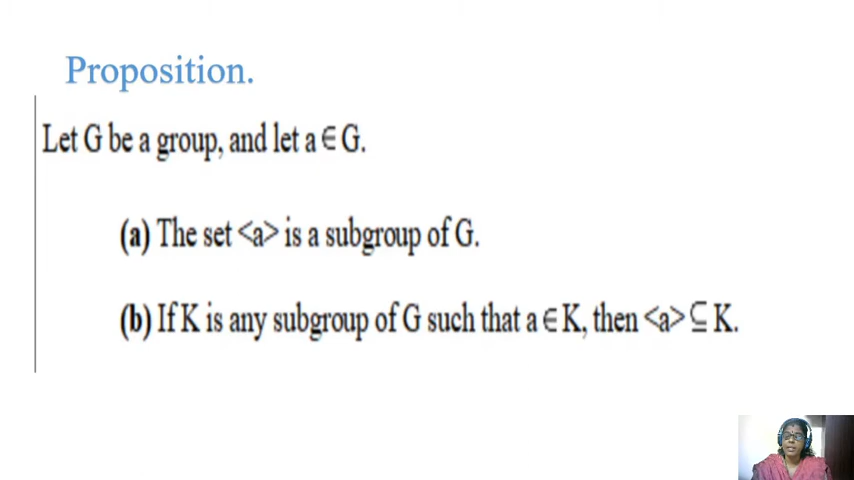 Proposition.
Let G be a group, and let a ∈ G.
(a) The set <a> is a subgroup of G.
(b) If K is any subgroup of G such that a ∈ K, then <a> ⊆ K.